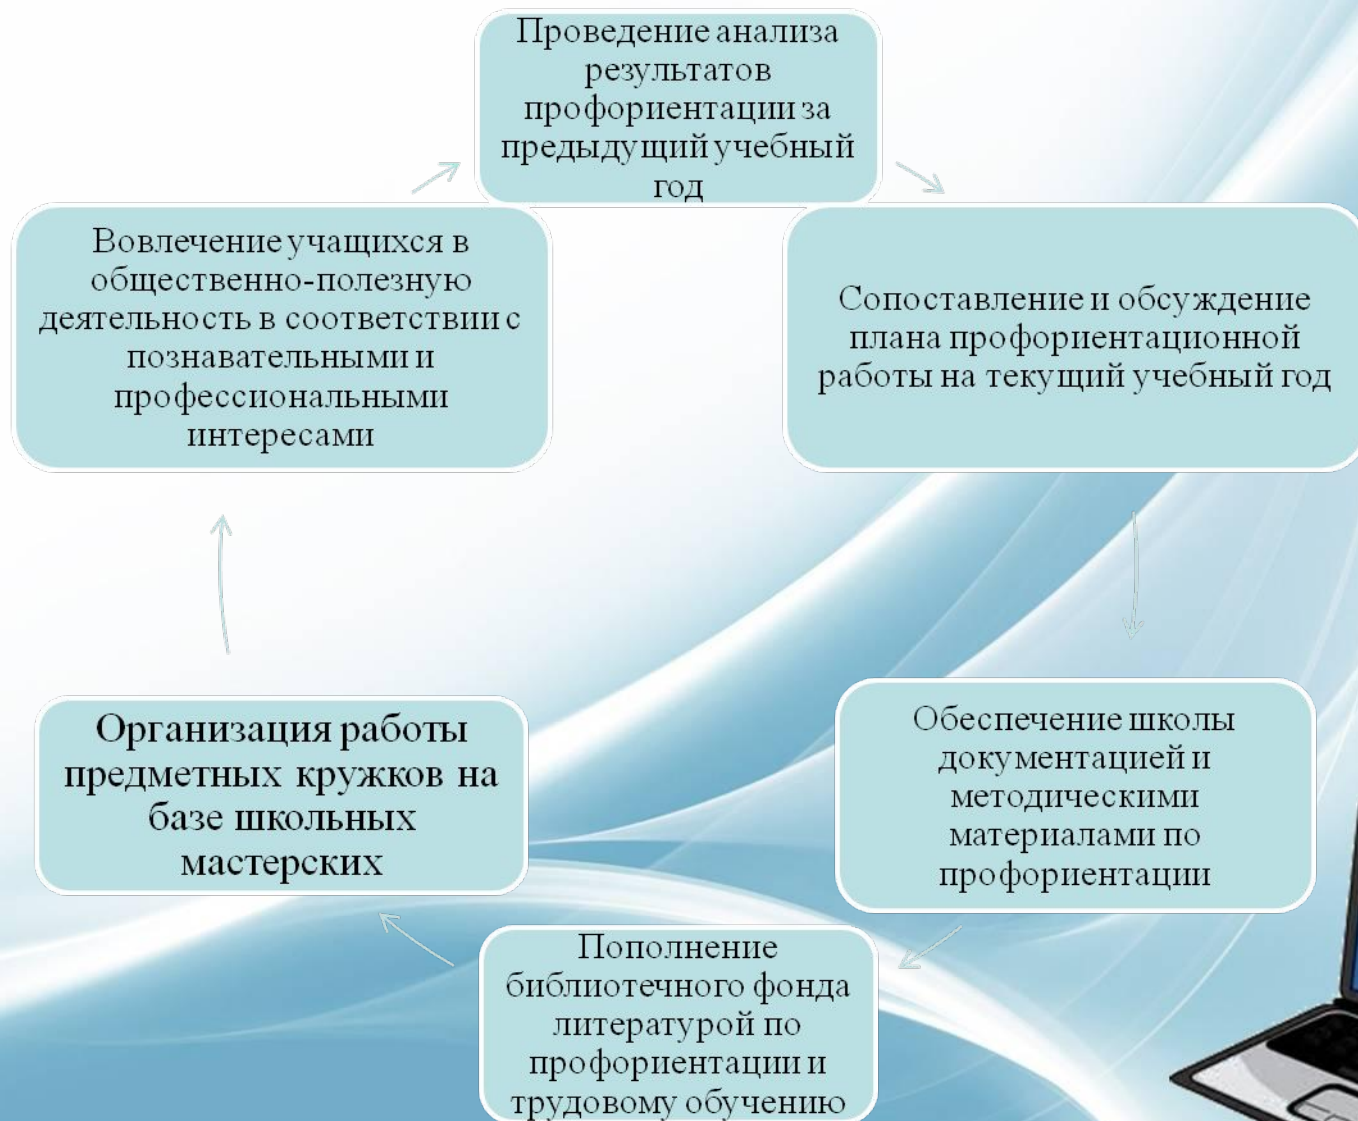 Проведение анализа
результатов
профориентации за
предыдущий учебный
год
Сопоставление и обсуждение
плана профориентационной
работы на текущий учебный год
Обеспечение школы
документацией и
методическими
материалами по
профориентации
Пополнение
библиотечного фонда
литературой по
профориентации и
трудовому обучению
Организация работы
предметных кружков на
базе школьных
мастерских
Вовлечение учащихся в
общественно-полезную
деятельность в соответствии с
познавательными и
профессиональными
интересами